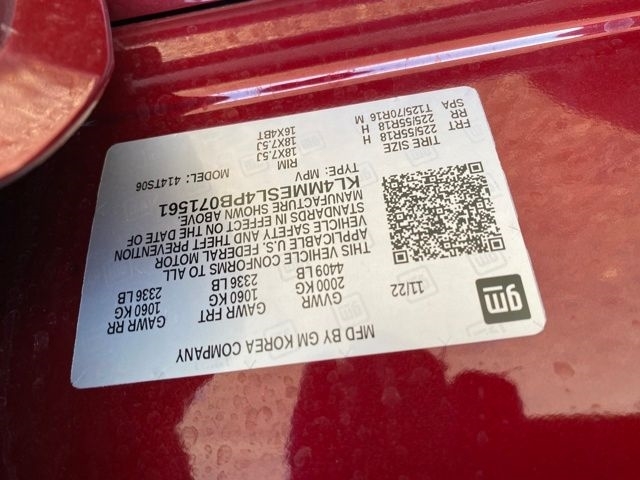 gm
MFD BY GM KOREA COMPANY
11/22
GVWR GAWR FRT GAWR RR
2000 KG 1060 KG 1060 KG
4409 LB 2336 LB 2336 LB
THIS VEHICLE CONFORMS TO ALL
APPLICABLE U.S. FEDERAL MOTOR
VEHICLE SAFETY AND THEFT PREVENTION
STANDARDS IN EFFECT ON THE DATE OF
MANUFACTURE SHOWN ABOVE.
KL4MMESL4PB071561
TYPE: MPV MODEL: 414TS06
TIRE SIZE RIM
FRT 225/55R18 H 18X7.5J
RR 225/55R18 H 18X7.5J
SPA T125/70R16 M 16X4BT